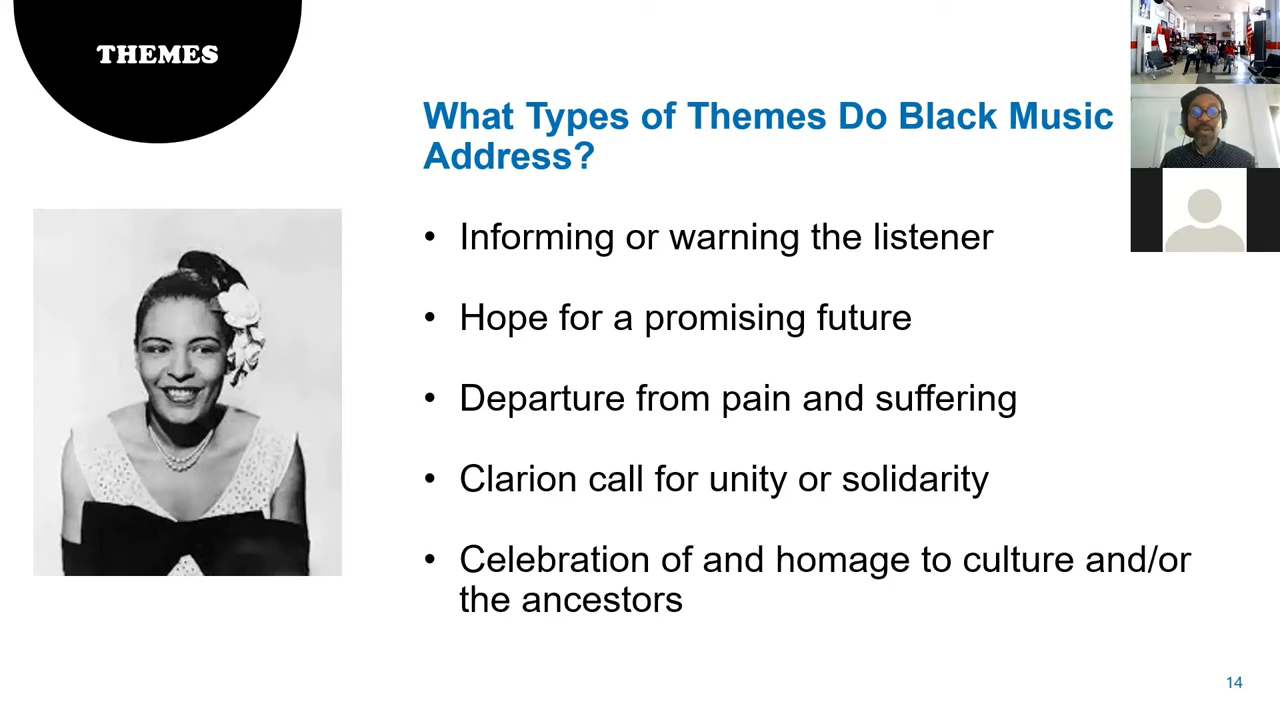 THEMES
What Types of Themes Do Black Music
Address?
• Informing or warning the listener
• Hope for a promising future
• Departure from pain and suffering
• Clarion call for unity or solidarity
• Celebration of and homage to culture and/or
the ancestors
14